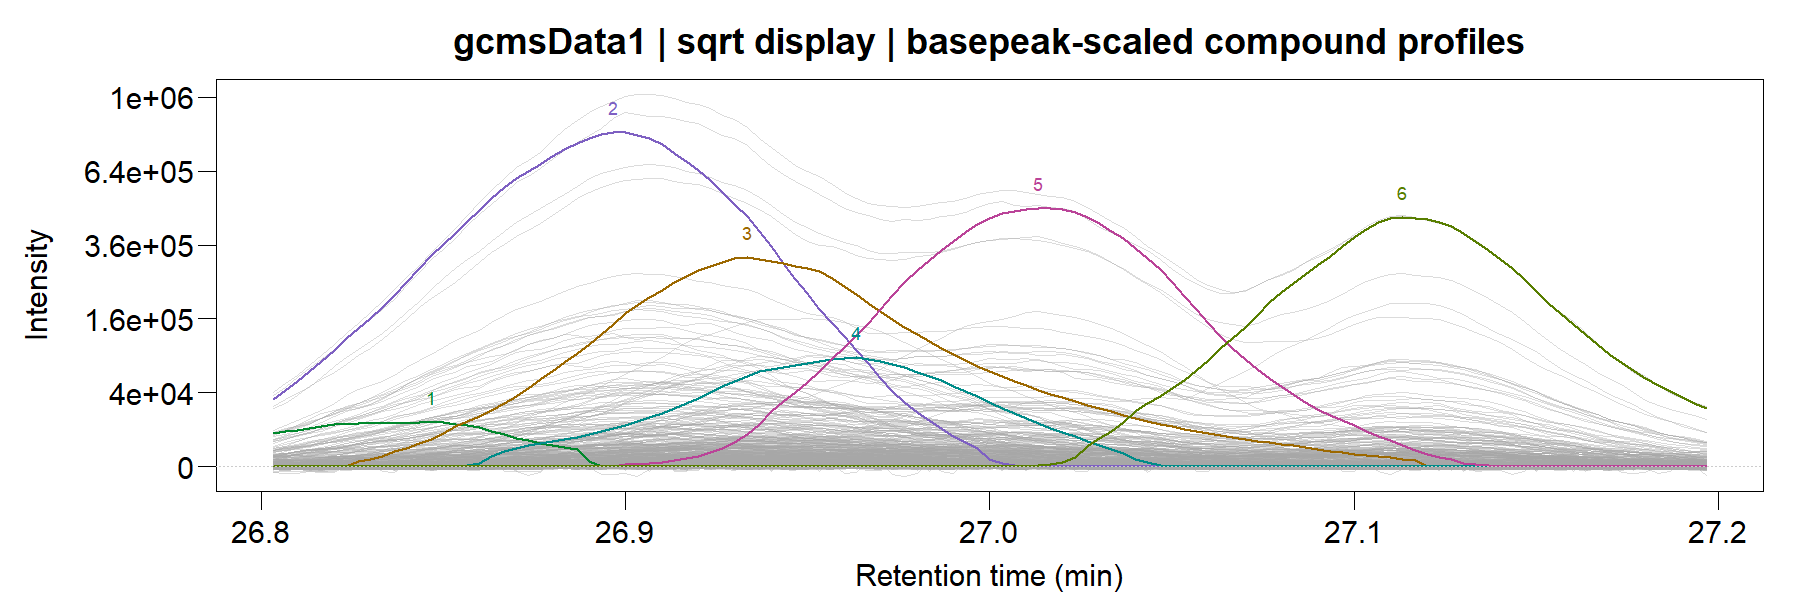 gcmsData1 | sqrt display | basepeak-scaled compound profiles
Intensity
1e+06
6.4e+05
3.6e+05
1.6e+05
4e+04
0
1
2
3
4
5
6
26.8 26.9 27.0 27.1 27.2
Retention time (min)